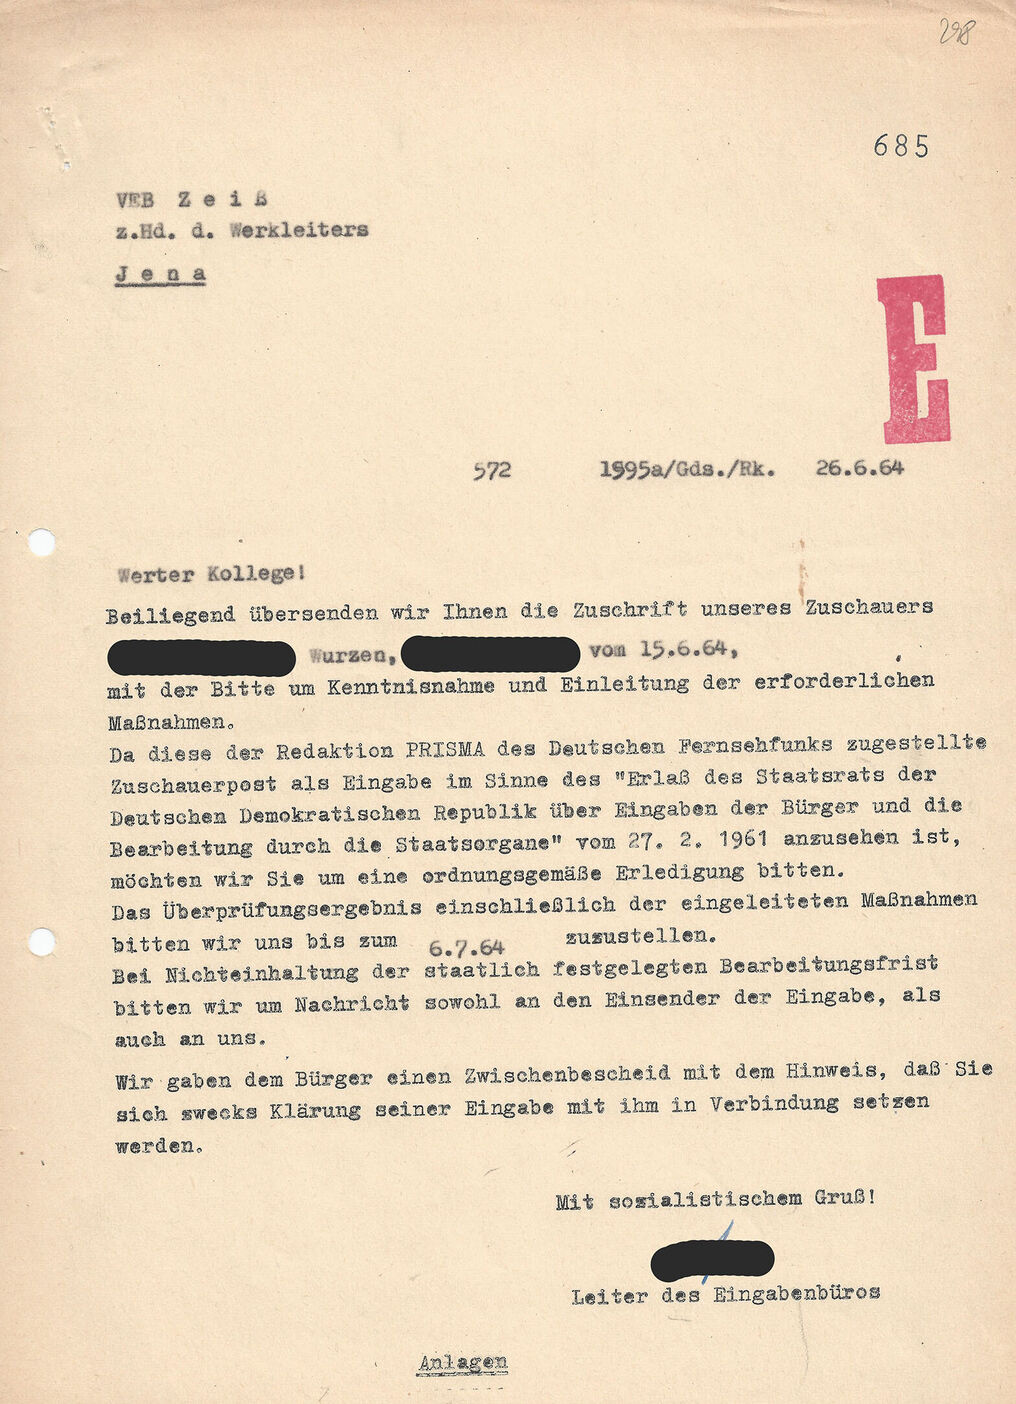 298
685
VEB Z e i ß
z.Hd. d. Werkleiters
J e n a
E
572 1995a/Gds./Rk. 26.6.64
Werter Kollege!
Beiliegend übersenden wir Ihnen die Zuschrift unseres Zuschauers
Wurzen, vom 15.6.64,
mit der Bitte um Kenntnisnahme und Einleitung der erforderlichen
Maßnahmen.
Da diese der Redaktion PRISMA des Deutschen Fernsehfunks zugestellte
Zuschauerpost als Eingabe im Sinne des "Erlaß des Staatsrats der
Deutschen Demokratischen Republik über Eingaben der Bürger und die
Bearbeitung durch die Staatsorgane" vom 27. 2. 1961 anzusehen ist,
möchten wir Sie um eine ordnungsgemäße Erledigung bitten.
Das Überprüfungsergebnis einschließlich der eingeleiteten Maßnahmen
bitten wir uns bis zum 6.7.64 zuzustellen.
Bei Nichteinhaltung der staatlich festgelegten Bearbeitungsfrist
bitten wir um Nachricht sowohl an den Einsender der Eingabe, als
auch an uns.
Wir gaben dem Bürger einen Zwischenbescheid mit dem Hinweis, daß Sie
sich zwecks Klärung seiner Eingabe mit ihm in Verbindung setzen
werden.
Mit sozialistischem Gruß!
Leiter des Eingabenbüros
Anlagen